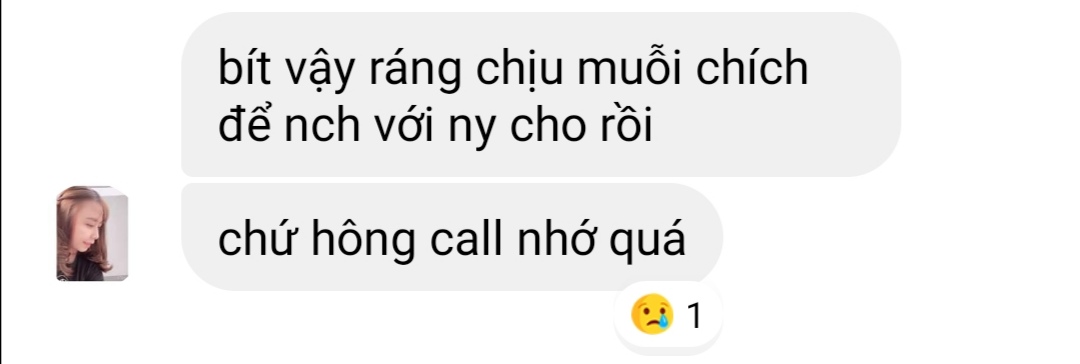 bít vậy ráng chịu muỗi chích
để nch với ny cho rồi
chứ hông call nhớ quá
1